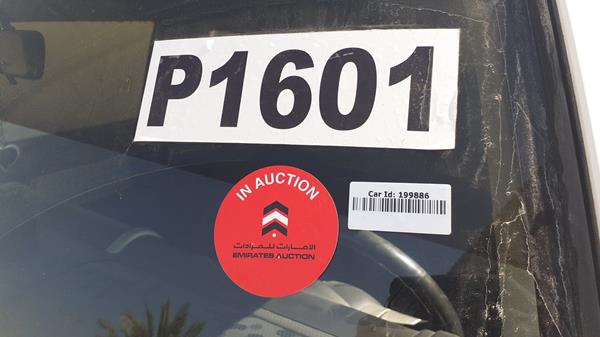 P1601
IN AUCTION
Car Id: 199886
الإمارات للمزادات
EMIRATES AUCTION